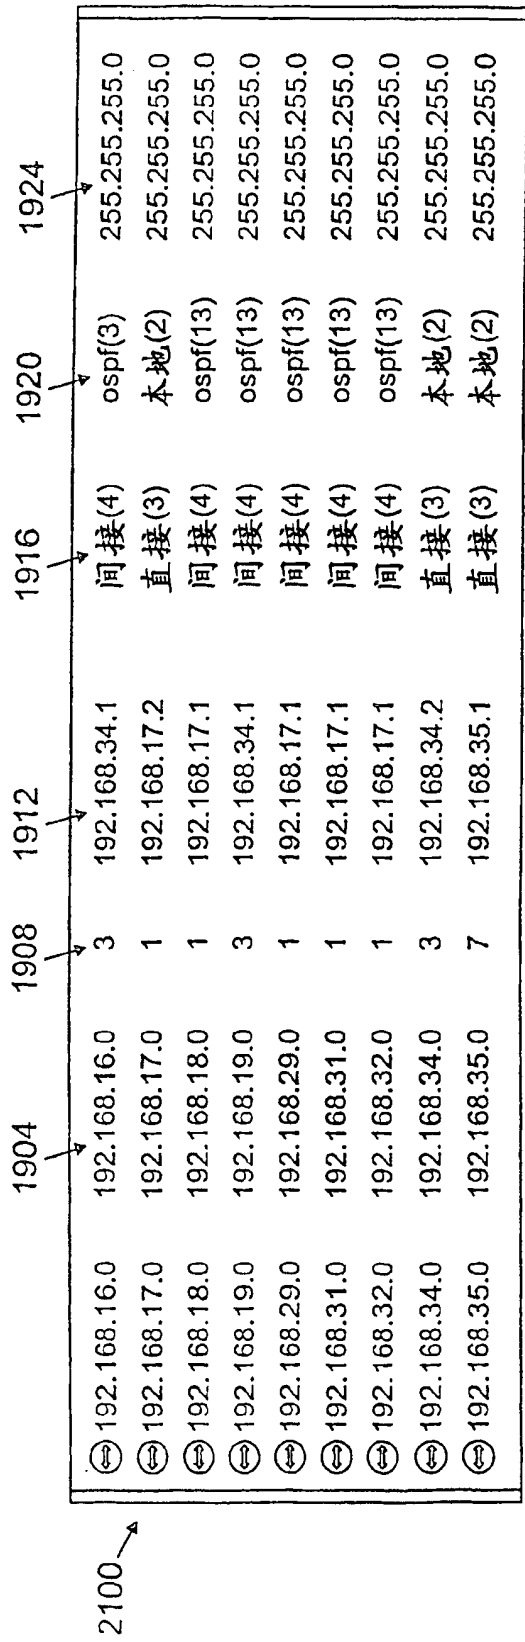 2100
1904 1908 1912 1916 1920 1924
192.168.16.0 192.168.16.0 3 192.168.34.1 间接(4) ospf(3) 255.255.255.0
192.168.17.0 192.168.17.0 1 192.168.17.2 直接(3) 本地(2) 255.255.255.0
192.168.18.0 192.168.18.0 1 192.168.17.1 间接(4) ospf(13) 255.255.255.0
192.168.19.0 192.168.19.0 3 192.168.34.1 间接(4) ospf(13) 255.255.255.0
192.168.29.0 192.168.29.0 1 192.168.17.1 间接(4) ospf(13) 255.255.255.0
192.168.31.0 192.168.31.0 1 192.168.17.1 间接(4) ospf(13) 255.255.255.0
192.168.32.0 192.168.32.0 1 192.168.17.1 间接(4) ospf(13) 255.255.255.0
192.168.34.0 192.168.34.0 3 192.168.34.2 直接(3) 本地(2) 255.255.255.0
192.168.35.0 192.168.35.0 7 192.168.35.1 直接(3) 本地(2) 255.255.255.0